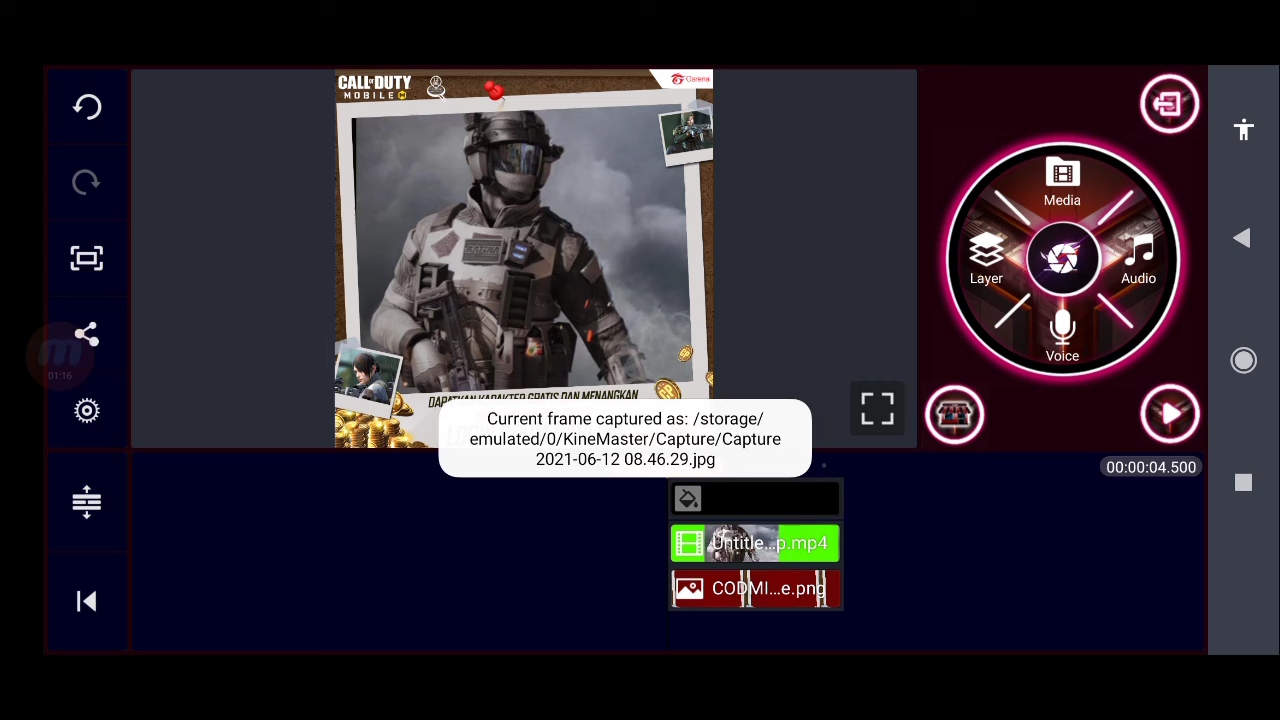 CALL OF DUTY
MOBILE
Garena
DAPATKAN KARAKTER GRATIS DAN MENANGKAN
Current frame captured as: /storage/
emulated/0/KineMaster/Capture/Capture
2021-06-12 08.46.29.jpg
01:16
Media
Layer
Audio
Voice
00:00:04.500
Untitle...p.mp4
CODMI...e.png